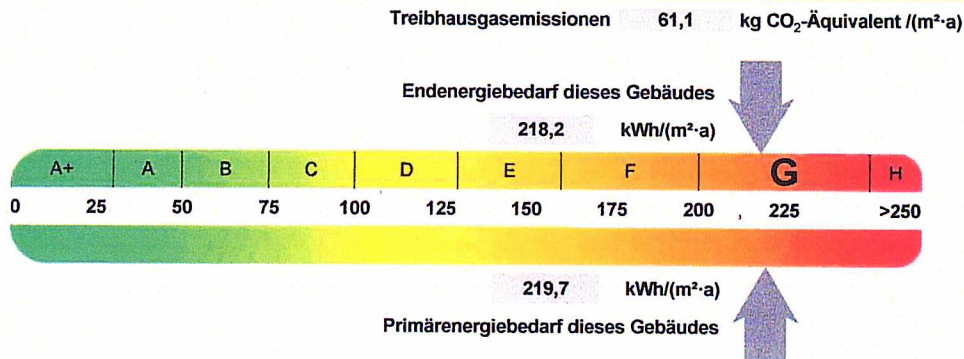 Treibhausgasemissionen 61,1 kg CO₂-Äquivalent /(m²·a)
Endenergiebedarf dieses Gebäudes
218,2 kWh/(m²·a)
A+ A B C D E F G H
0 25 50 75 100 125 150 175 200 225 >250
219,7 kWh/(m²·a)
Primärenergiebedarf dieses Gebäudes